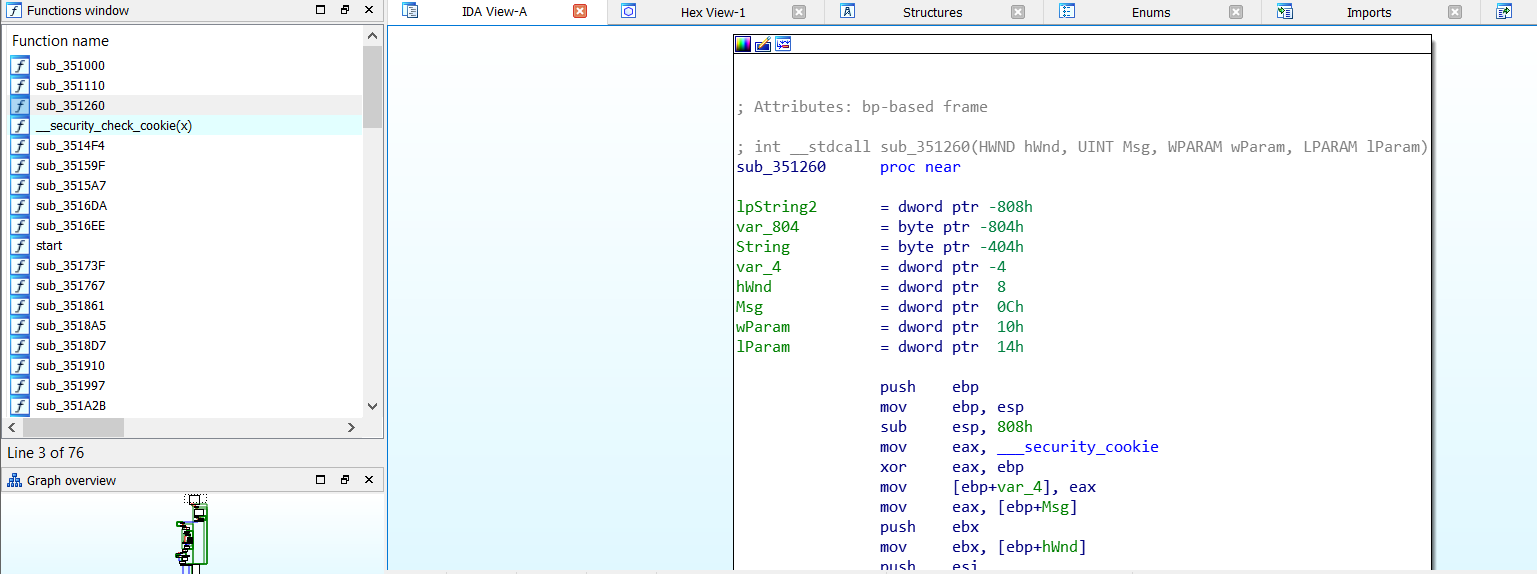 Functions window
Function name
sub_351000
sub_351110
sub_351260
__security_check_cookie(x)
sub_3514F4
sub_35159F
sub_3515A7
sub_3516DA
sub_3516EE
start
sub_35173F
sub_351767
sub_351861
sub_3518A5
sub_3518D7
sub_351910
sub_351997
sub_351A2B
Line 3 of 76
Graph overview
IDA View-A Hex View-1 Structures Enums Imports
; Attributes: bp-based frame
; int __stdcall sub_351260(HWND hWnd, UINT Msg, WPARAM wParam, LPARAM lParam)
sub_351260 proc near
lpString2 = dword ptr -808h
var_804 = byte ptr -804h
String = byte ptr -404h
var_4 = dword ptr -4
hWnd = dword ptr 8
Msg = dword ptr 0Ch
wParam = dword ptr 10h
lParam = dword ptr 14h
push ebp
mov ebp, esp
sub esp, 808h
mov eax, ___security_cookie
xor eax, ebp
mov [ebp+var_4], eax
mov eax, [ebp+Msg]
push ebx
mov ebx, [ebp+hWnd]
push esi